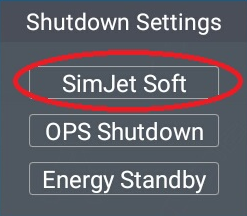 Shutdown Settings
SimJet Soft
OPS Shutdown
Energy Standby